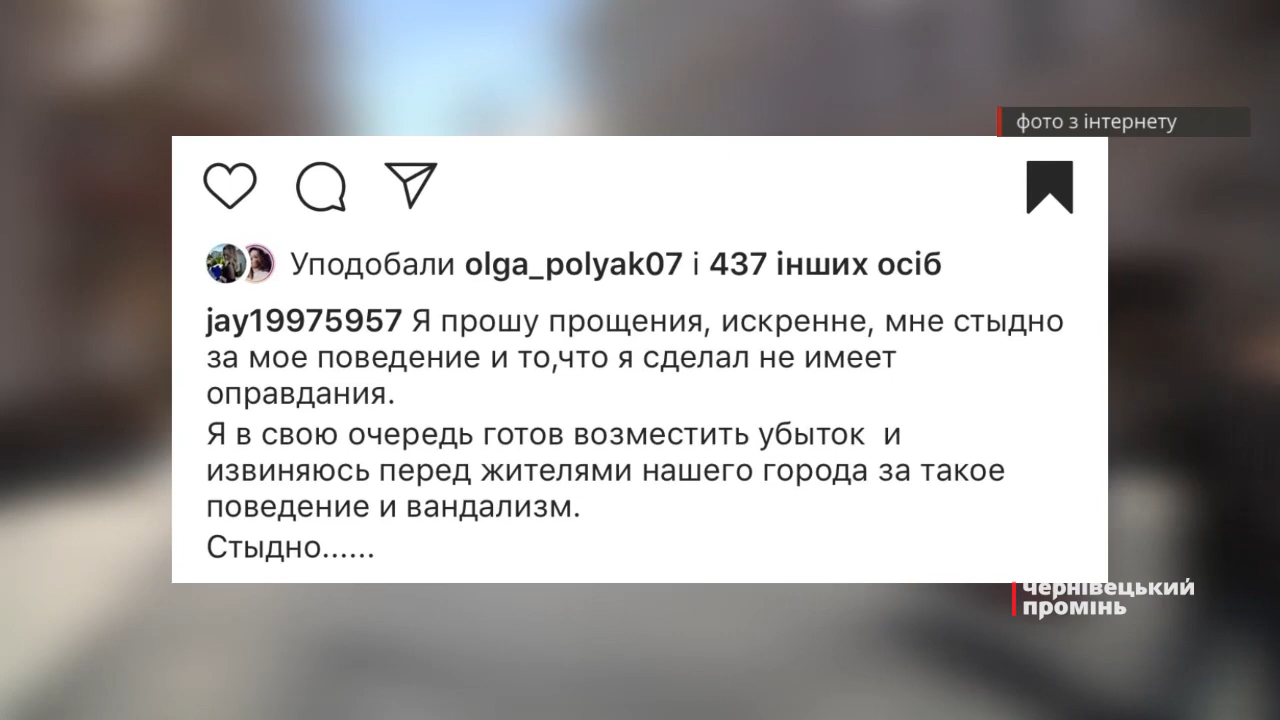 фото з інтернету
Уподобали olga_polyak07 і 437 інших осіб
jay19975957 Я прошу прощения, искренне, мне стыдно
за мое поведение и то,что я сделал не имеет
оправдания.
Я в свою очередь готов возместить убыток  и
извиняюсь перед жителями нашего города за такое
поведение и вандализм.
Стыдно......
чернівецький
промінь